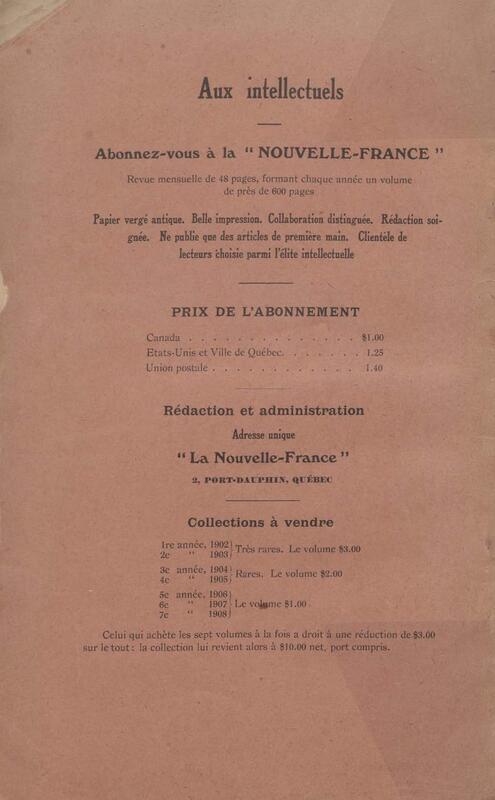 Aux intellectuels
Abonnez-vous à la " NOUVELLE-FRANCE "
Revue mensuelle de 48 pages, formant chaque année un volume
de près de 600 pages
Papier vergé antique. Belle impression. Collaboration distinguée. Rédaction soi-
gnée. Ne publie que des articles de première main. Clientèle de
lecteurs choisie parmi l'élite intellectuelle
PRIX DE L'ABONNEMENT
Canada . . . . . . . . . . . . . . $1.00
Etats-Unis et Ville de Québec. . . . . . . 1.25
Union postale . . . . . . . . . . . . 1.40
Rédaction et administration
Adresse unique
" La Nouvelle-France "
2, PORT-DAUPHIN, QUÉBEC
Collections à vendre
1re année, 1902 } Très rares. Le volume $3.00
2e " 1903 }
3e année, 1904 } Rares. Le volume $2.00
4e " 1905 }
5e année, 1906 }
6e " 1907 } Le volume $1.00
7e " 1908 }
Celui qui achète les sept volumes à la fois a droit à une réduction de $3.00
sur le tout : la collection lui revient alors à $10.00 net, port compris.